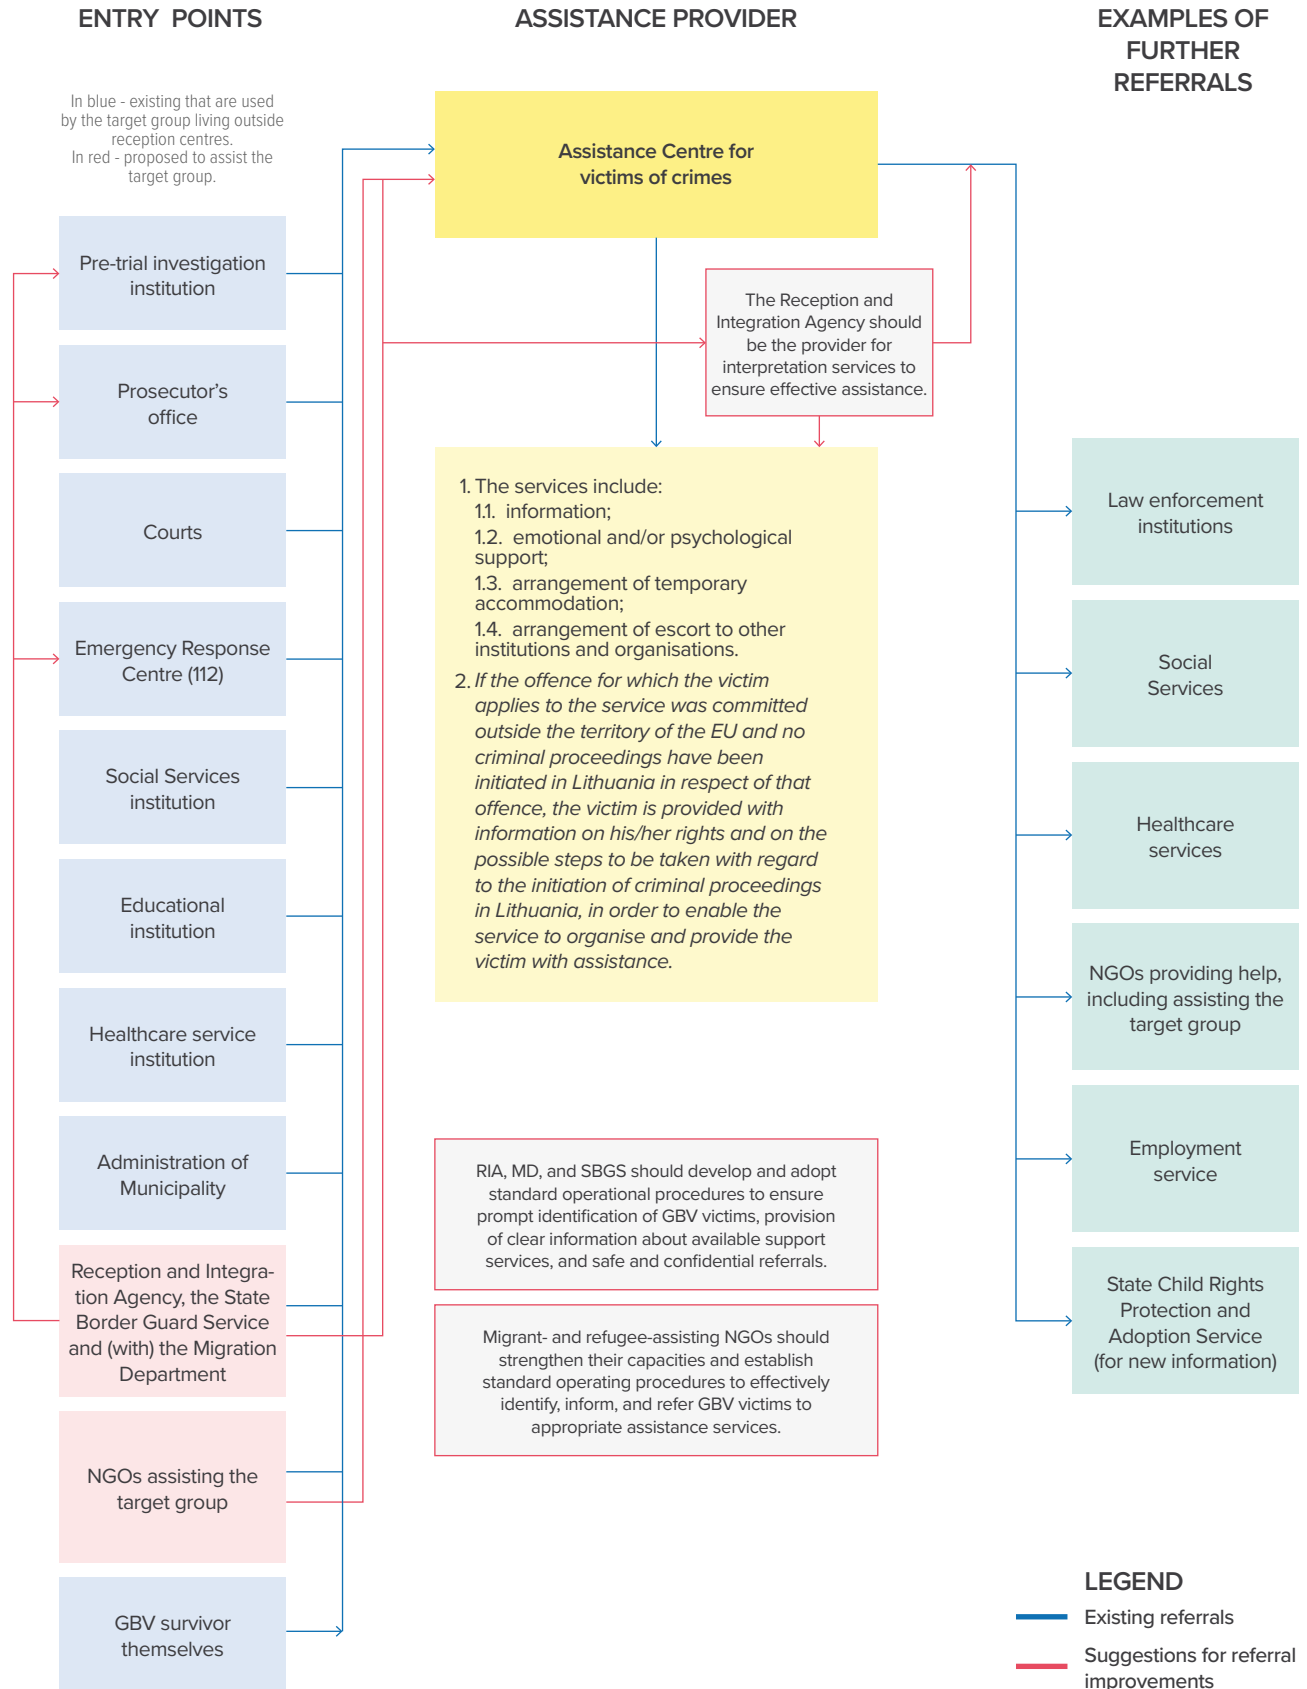 ENTRY POINTS
In blue - existing that are used
by the target group living outside
reception centres.
In red - proposed to assist the
target group.
Pre-trial investigation
institution
Prosecutor's
office
Courts
Emergency Response
Centre (112)
Social Services
institution
Educational
institution
Healthcare service
institution
Administration of
Municipality
Reception and Integra-
tion Agency, the State
Border Guard Service
and (with) the Migration
Department
NGOs assisting the
target group
GBV survivor
themselves
ASSISTANCE PROVIDER
Assistance Centre for
victims of crimes
The Reception and
Integration Agency should
be the provider for
interpretation services to
ensure effective assistance.
1. The services include:
1.1. information;
1.2. emotional and/or psychological
support;
1.3. arrangement of temporary
accommodation;
1.4. arrangement of escort to other
institutions and organisations.
2. If the offence for which the victim
applies to the service was committed
outside the territory of the EU and no
criminal proceedings have been
initiated in Lithuania in respect of that
offence, the victim is provided with
information on his/her rights and on the
possible steps to be taken with regard
to the initiation of criminal proceedings
in Lithuania, in order to enable the
service to organise and provide the
victim with assistance.
RIA, MD, and SBGS should develop and adopt
standard operational procedures to ensure
prompt identification of GBV victims, provision
of clear information about available support
services, and safe and confidential referrals.
Migrant- and refugee-assisting NGOs should
strengthen their capacities and establish
standard operating procedures to effectively
identify, inform, and refer GBV victims to
appropriate assistance services.
EXAMPLES OF
FURTHER
REFERRALS
Law enforcement
institutions
Social
Services
Healthcare
services
NGOs providing help,
including assisting the
target group
Employment
service
State Child Rights
Protection and
Adoption Service
(for new information)
LEGEND
Existing referrals
Suggestions for referral
improvements